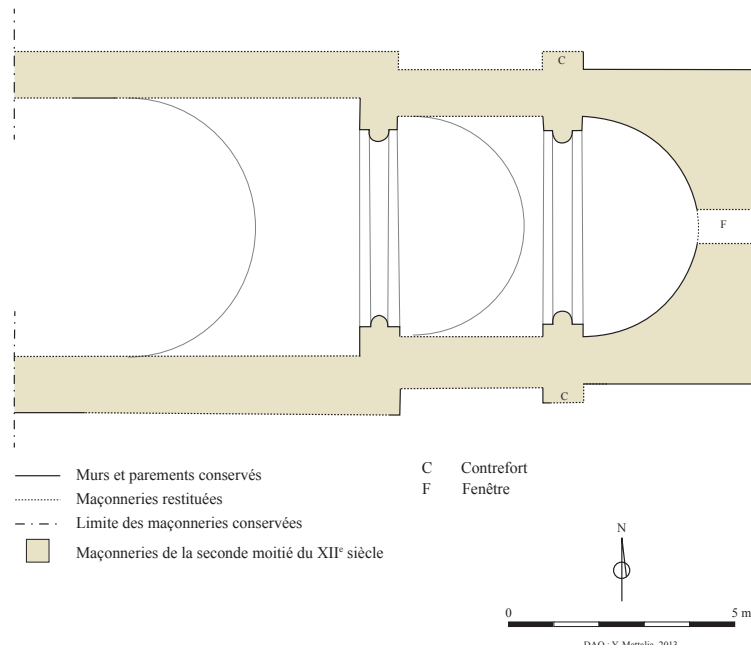 C
F
C
Murs et parements conservés
Maçonneries restituées
Limite des maçonneries conservées
Maçonneries de la seconde moitié du XIIe siècle
C Contrefort
F Fenêtre
N
0 5 m
DAO : Y. Mattalia, 2013